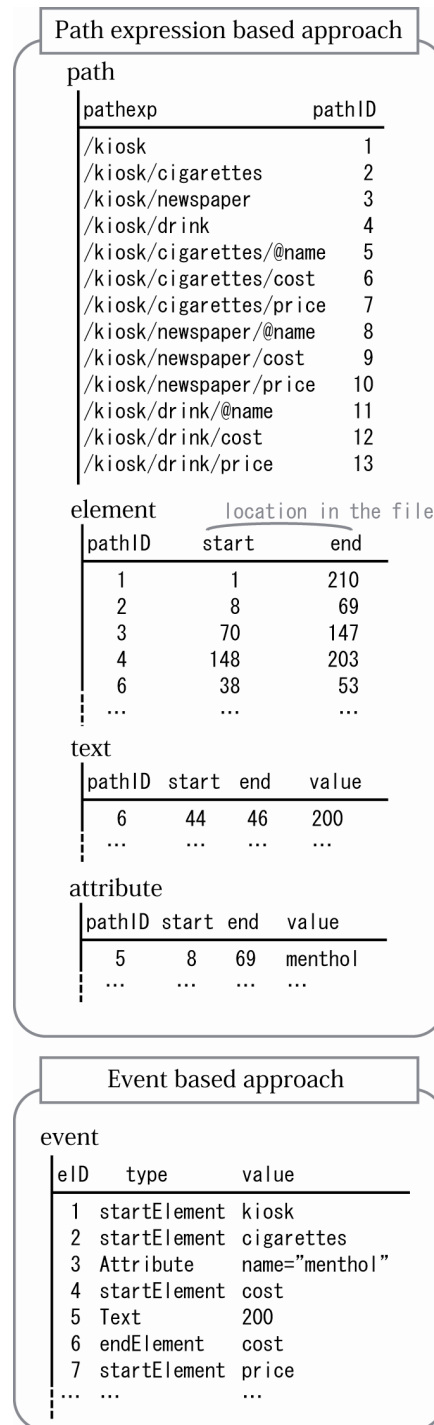 Path expression based approach
path
pathexp pathID
/kiosk 1
/kiosk/cigarettes 2
/kiosk/newspaper 3
/kiosk/drink 4
/kiosk/cigarettes/@name 5
/kiosk/cigarettes/cost 6
/kiosk/cigarettes/price 7
/kiosk/newspaper/@name 8
/kiosk/newspaper/cost 9
/kiosk/newspaper/price 10
/kiosk/drink/@name 11
/kiosk/drink/cost 12
/kiosk/drink/price 13
element location in the file
pathID start end
1 1 210
2 8 69
3 70 147
4 148 203
6 38 53
... ... ...
text
pathID start end value
6 44 46 200
... ... ... ...
attribute
pathID start end value
5 8 69 menthol
... ... ... ...
Event based approach
event
eID type value
1 startElement kiosk
2 startElement cigarettes
3 Attribute name=”menthol”
4 startElement cost
5 Text 200
6 endElement cost
7 startElement price
... ... ...